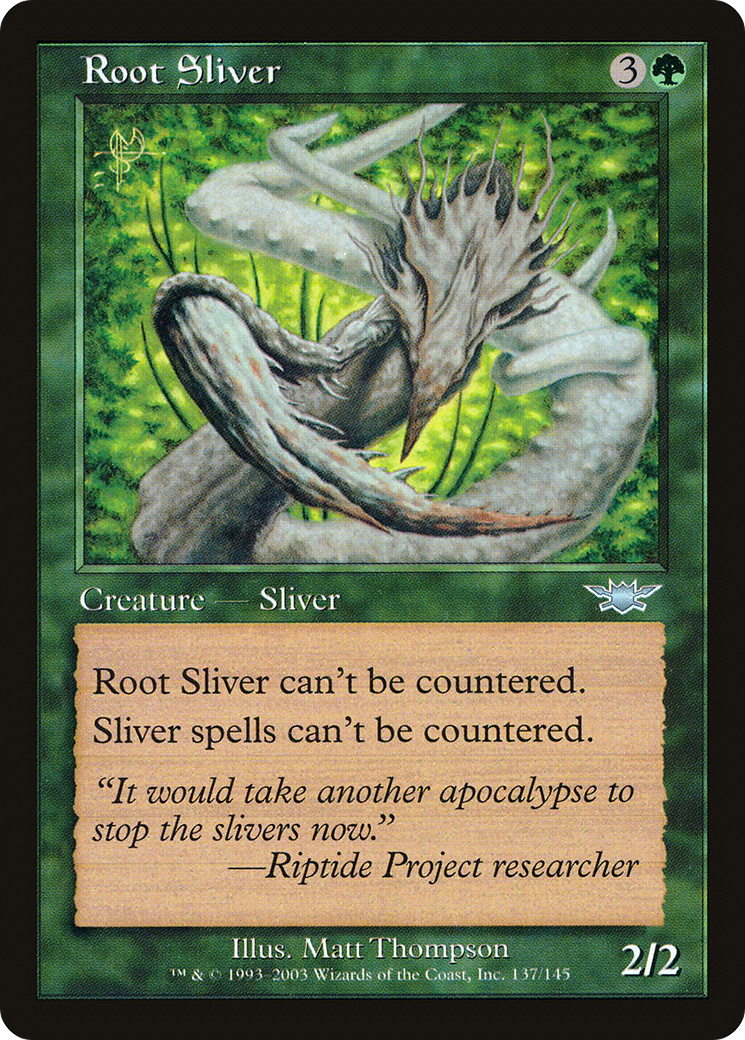 Root Sliver 3
Creature — Sliver
Root Sliver can't be countered.
Sliver spells can't be countered.
“It would take another apocalypse to
stop the slivers now.”
—Riptide Project researcher
Illus. Matt Thompson
™ & © 1993–2003 Wizards of the Coast, Inc. 137/145
2/2